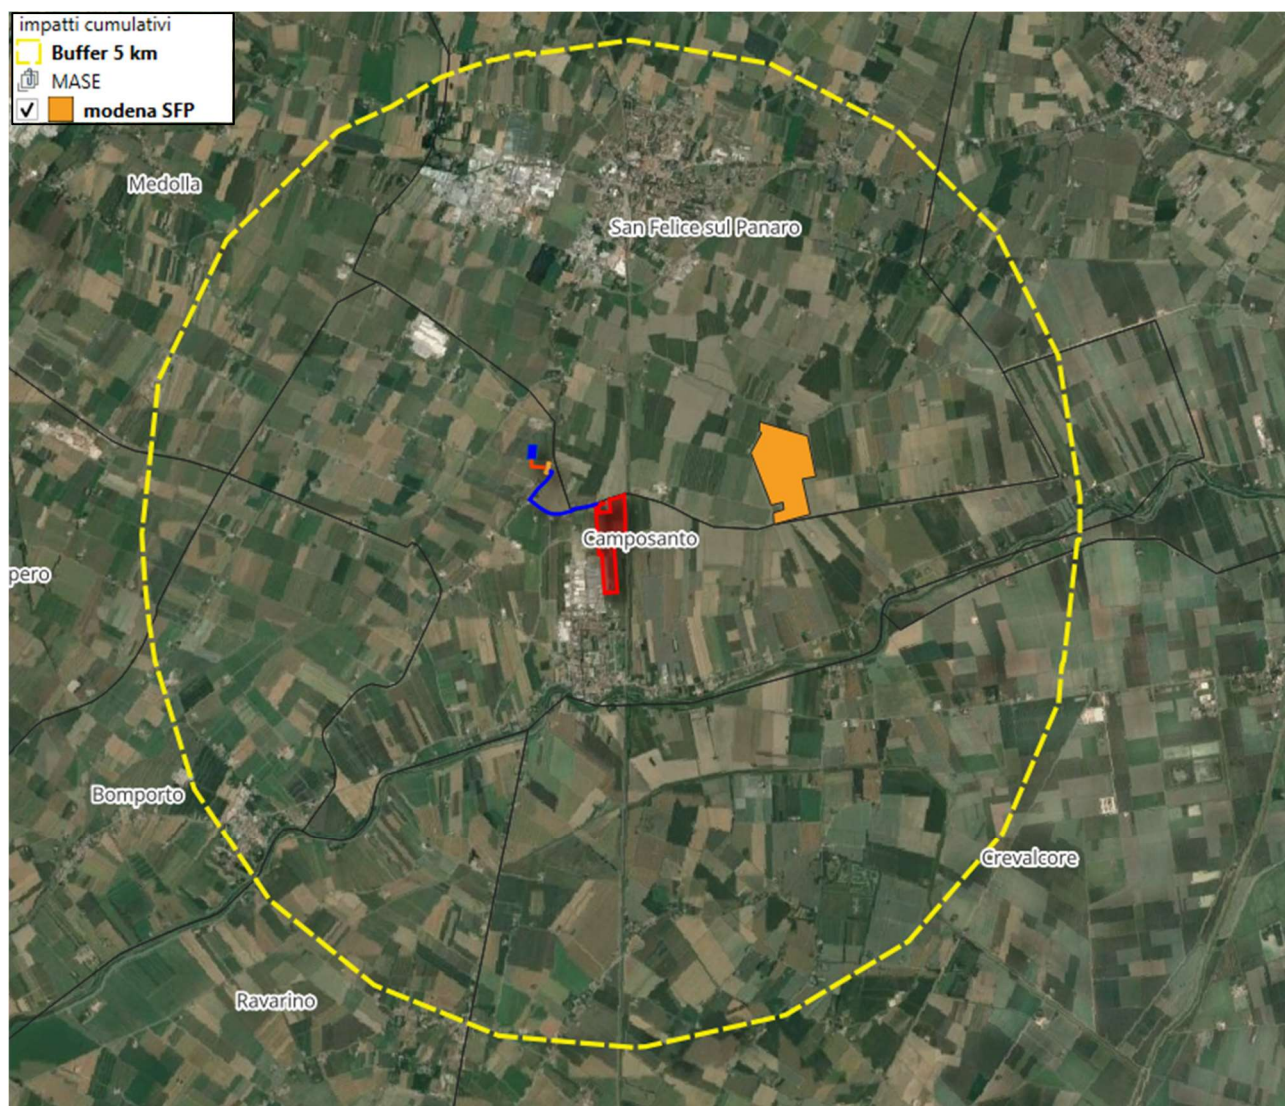 impatti cumulativi
Buffer 5 km
MASE
modena SFP
Medolla
San Felice sul Panaro
Camposanto
pero
Bomporto
Crevalcore
Ravarino